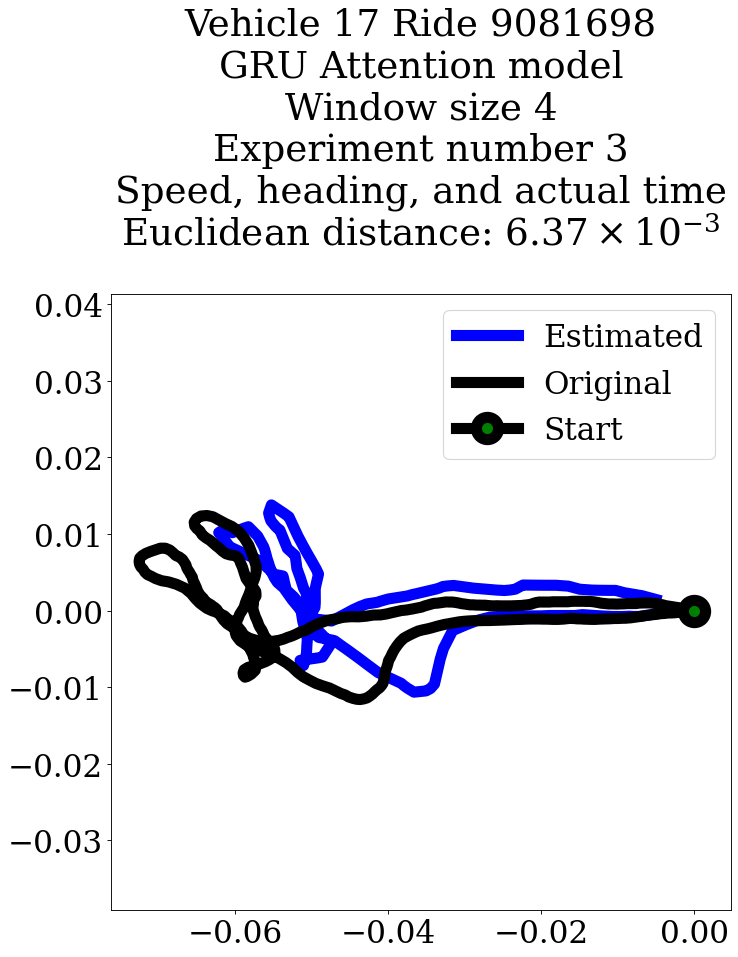 Vehicle 17 Ride 9081698
GRU Attention model
Window size 4
Experiment number 3
Speed, heading, and actual time
Euclidean distance: 6.37 × 10⁻³
Estimated
Original
Start
0.04
0.03
0.02
0.01
0.00
−0.01
−0.02
−0.03
−0.06
−0.04
−0.02
0.00